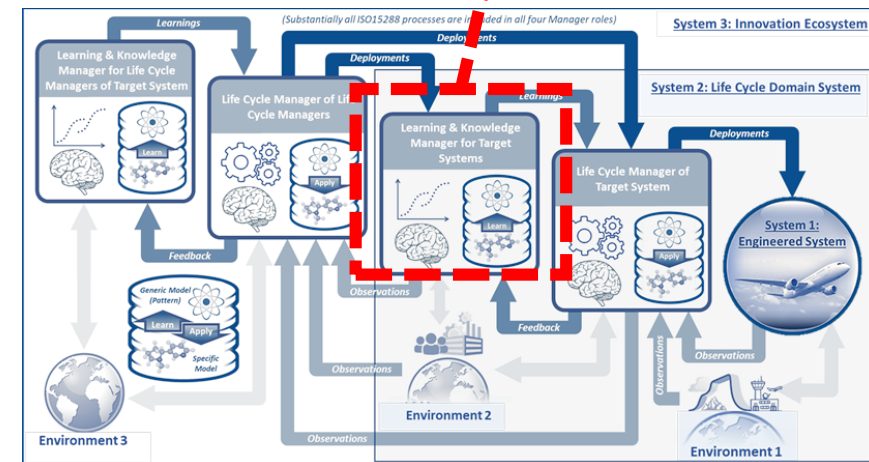 (Substantially all ISO15288 processes are included in all four Manager roles)
System 3: Innovation Ecosystem
Learnings
Deployments
Deployments
Learning & Knowledge
Manager for Life Cycle
Managers of Target System
Learn
Life Cycle Manager of Life
Cycle Managers
Apply
Feedback
System 2: Life Cycle Domain System
Learnings
Learning & Knowledge
Manager for Target
Systems
Learn
Deployments
Life Cycle Manager of
Target System
Apply
System 1:
Engineered System
Observations
Feedback
Generic Model
(Pattern)
Learn
Apply
Specific
Model
Observations
Observations
Observations
Environment 2
Environment 3
Observations
Environment 1